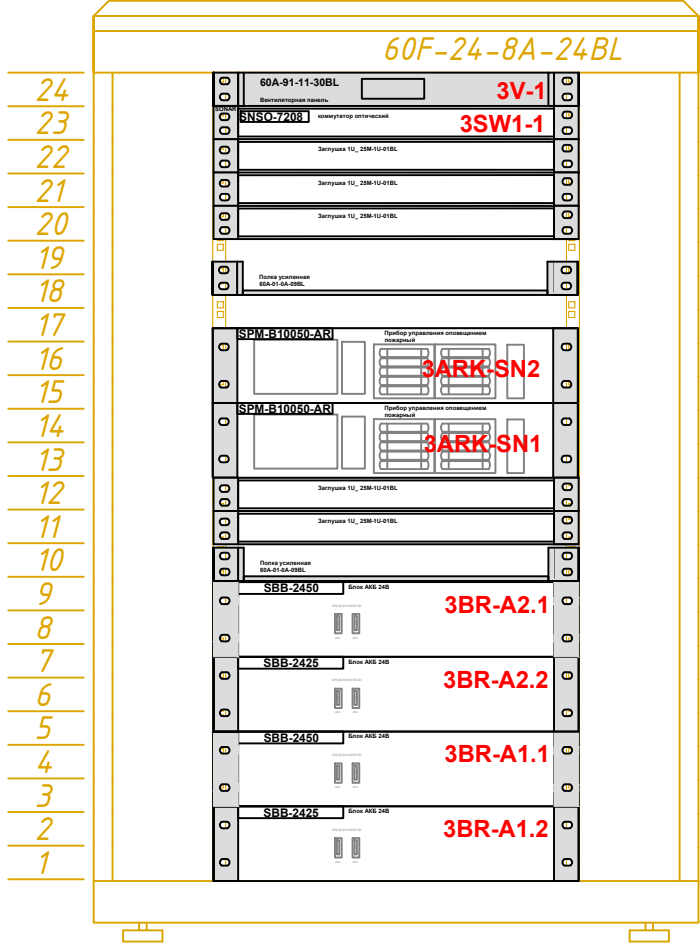 60F-24-8A-24BL
24
60A-91-11-30BL
Вентиляторная панель
3V-1
23
SONAR
SNSO-7208
коммутатор оптический
3SW1-1
22
Заглушка 1U_ 25M-1U-01BL
21
Заглушка 1U_ 25M-1U-01BL
20
Заглушка 1U_ 25M-1U-01BL
19
18
Полка усиленная
60A-01-0A-09BL
17
SPM-B10050-AR
Прибор управления оповещением
пожарный
16
3ARK-SN2
15
SPM-B10050-AR
Прибор управления оповещением
пожарный
14
3ARK-SN1
13
12
Заглушка 1U_ 25M-1U-01BL
11
Заглушка 1U_ 25M-1U-01BL
10
Полка усиленная
60A-01-0A-09BL
9
SBB-2450
Блок АКБ 24В
3BR-A2.1
8
7
SBB-2425
Блок АКБ 24В
3BR-A2.2
6
5
SBB-2450
Блок АКБ 24В
3BR-A1.1
4
3
SBB-2425
Блок АКБ 24В
3BR-A1.2
2
1